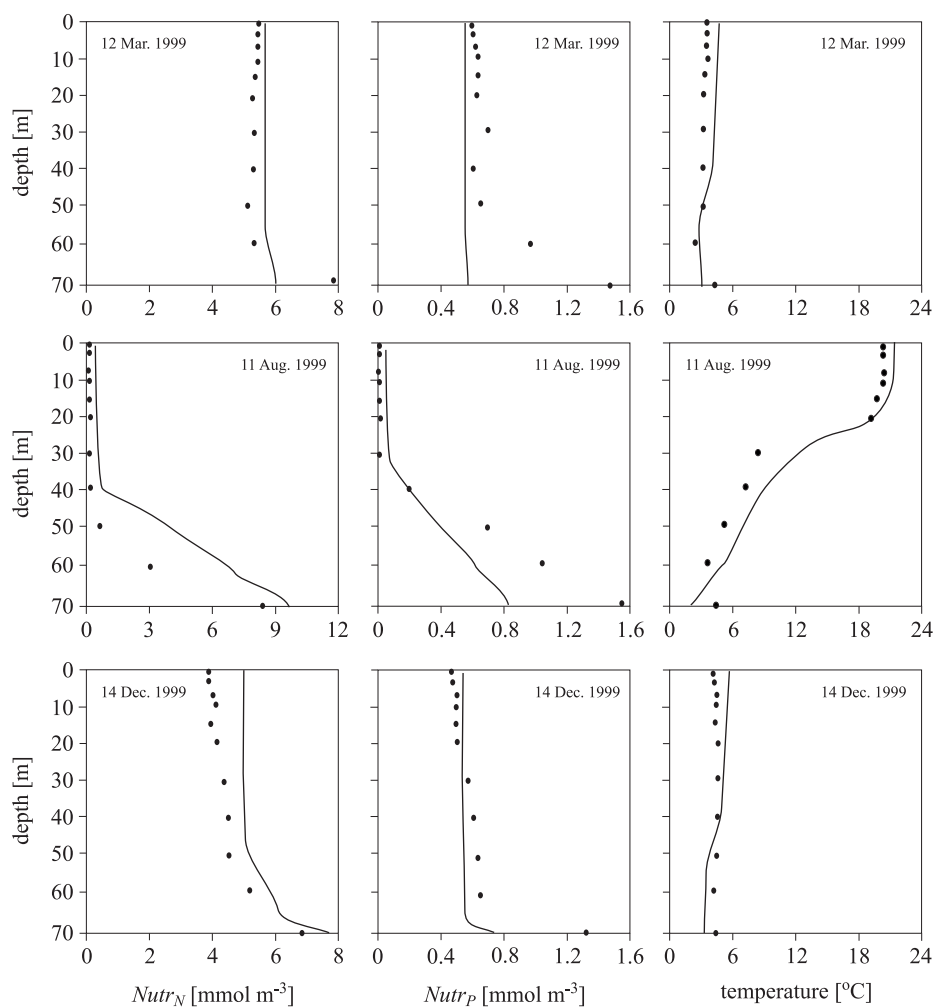 0
10
20
30
40
50
60
70
depth [m]
12 Mar. 1999
0 2 4 6 8
12 Mar. 1999
0 0.4 0.8 1.2 1.6
12 Mar. 1999
0 6 12 18 24
0
10
20
30
40
50
60
70
depth [m]
11 Aug. 1999
0 3 6 9 12
11 Aug. 1999
0 0.4 0.8 1.2 1.6
11 Aug. 1999
0 6 12 18 24
0
10
20
30
40
50
60
70
depth [m]
14 Dec. 1999
0 2 4 6 8
Nutr_N [mmol m⁻³]
14 Dec. 1999
0 0.4 0.8 1.2 1.6
Nutr_P [mmol m⁻³]
14 Dec. 1999
0 6 12 18 24
temperature [°C]